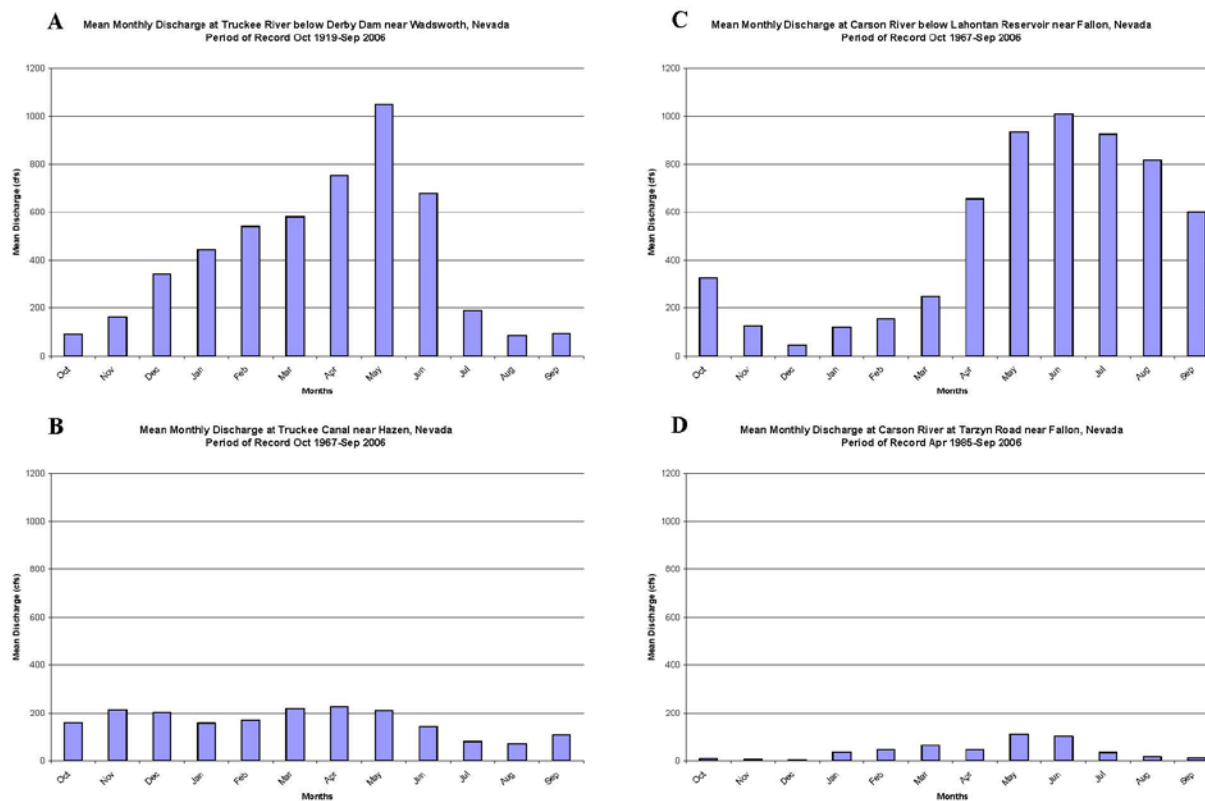 A
Mean Monthly Discharge at Truckee River below Derby Dam near Wadsworth, Nevada
Period of Record Oct 1919-Sep 2006
1200
1000
800
600
400
200
0
Mean Discharge (cfs)
Oct Nov Dec Jan Feb Mar Apr May Jun Jul Aug Sep
Months
C
Mean Monthly Discharge at Carson River below Lahontan Reservoir near Fallon, Nevada
Period of Record Oct 1967-Sep 2006
1200
1000
800
600
400
200
0
Mean Discharge (cfs)
Oct Nov Dec Jan Feb Mar Apr May Jun Jul Aug Sep
Months
B
Mean Monthly Discharge at Truckee Canal near Hazen, Nevada
Period of Record Oct 1967-Sep 2006
1200
1000
800
600
400
200
0
Mean Discharge (cfs)
Oct Nov Dec Jan Feb Mar Apr May Jun Jul Aug Sep
Months
D
Mean Monthly Discharge at Carson River at Tarzyn Road near Fallon, Nevada
Period of Record Apr 1985-Sep 2006
1200
1000
800
600
400
200
0
Mean Discharge (cfs)
Oct Nov Dec Jan Feb Mar Apr May Jun Jul Aug Sep
Months